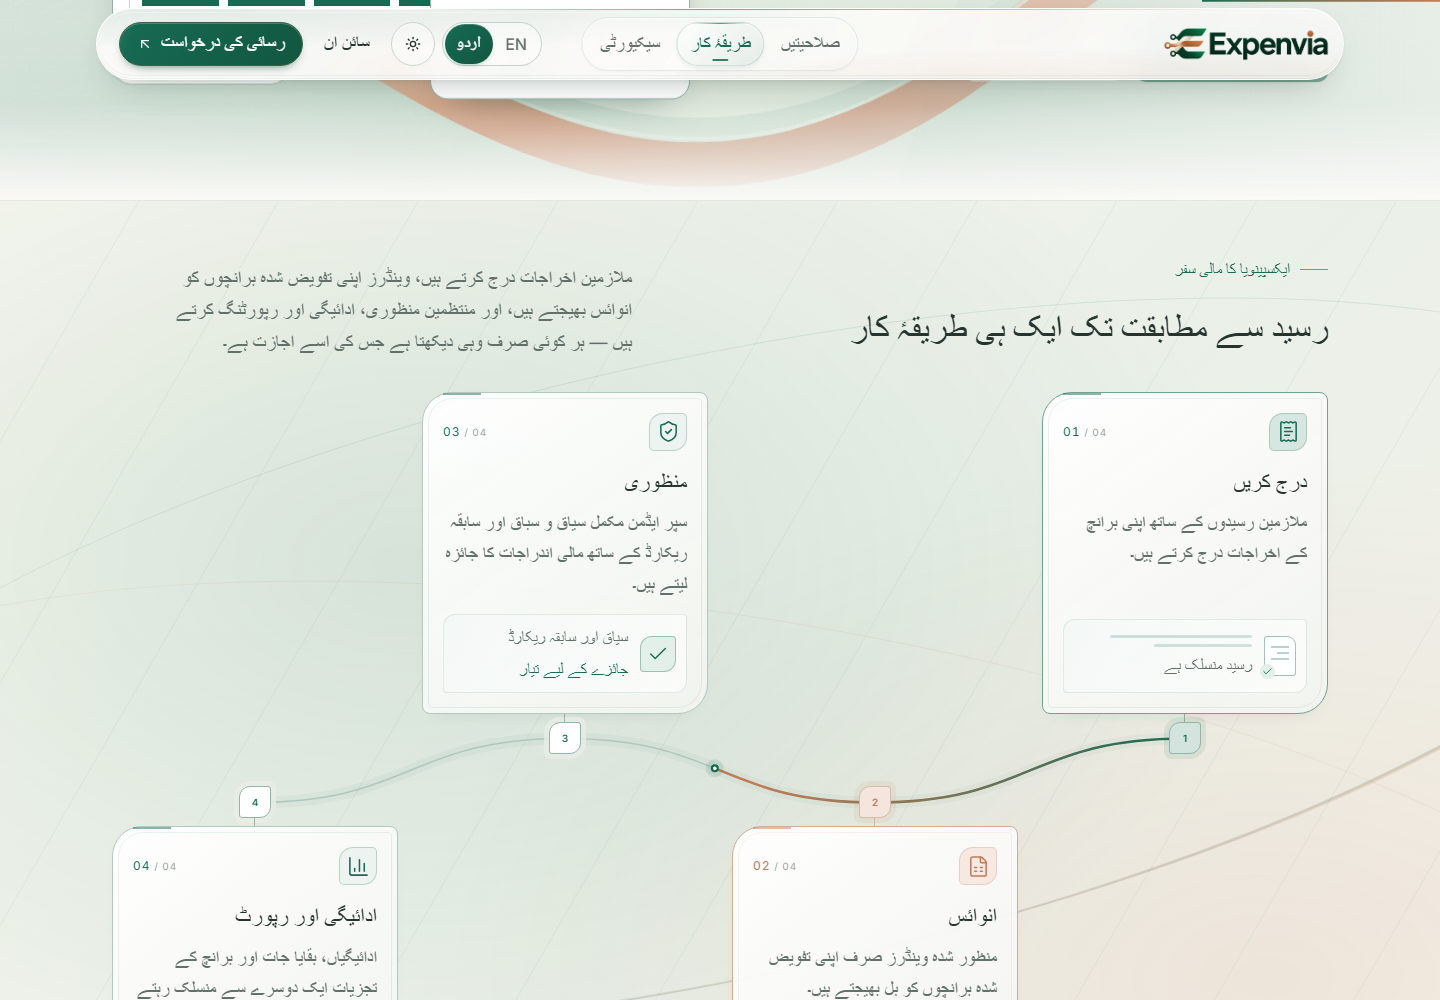 Expenvia
صلاحیتیں
طریقۂ کار
سیکیورٹی
EN
اردو
سائن ان
رسائی کی درخواست
ایکسپینویا کا مالی سفر
رسید سے مطابقت تک ایک ہی طریقۂ کار
ملازمین اخراجات درج کرتے ہیں، وینڈرز اپنی تفویض شدہ برانچوں کو
انوائس بھیجتے ہیں، اور منتظمین منظوری، ادائیگی اور رپورٹنگ کرتے
ہیں — ہر کوئی صرف وہی دیکھتا ہے جس کی اسے اجازت ہے۔
01 / 04
درج کریں
ملازمین رسیدوں کے ساتھ اپنی برانچ
کے اخراجات درج کرتے ہیں۔
رسید منسلک ہے
03 / 04
منظوری
سپر ایڈمن مکمل سیاق و سباق اور سابقہ
ریکارڈ کے ساتھ مالی اندراجات کا جائزہ
لیتے ہیں۔
سیاق اور سابقہ ریکارڈ
جائزے کے لیے تیار
1
2
3
4
02 / 04
انوائس
منظور شدہ وینڈرز صرف اپنی تفویض
شدہ برانچوں کو بل بھیجتے ہیں۔
04 / 04
ادائیگی اور رپورٹ
ادائیگیاں، بقایا جات اور برانچ کے
تجزیات ایک دوسرے سے منسلک رہتے